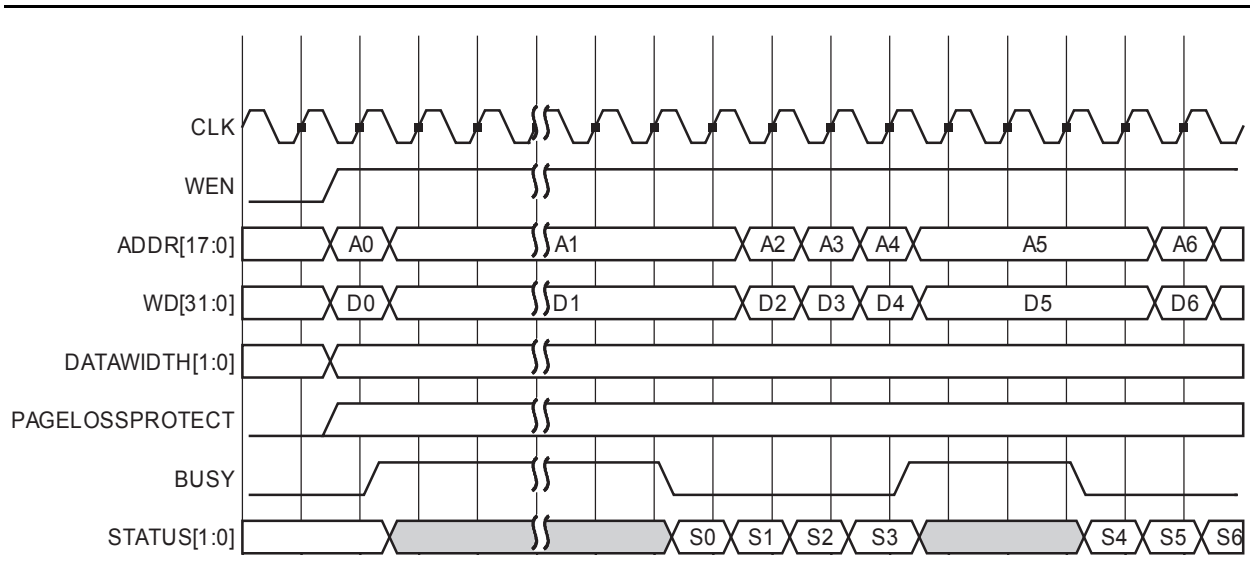 CLK
WEN
ADDR[17:0] A0 A1 A2 A3 A4 A5 A6
WD[31:0] D0 D1 D2 D3 D4 D5 D6
DATAWIDTH[1:0]
PAGELOSSPROTECT
BUSY
STATUS[1:0] S0 S1 S2 S3 S4 S5 S6